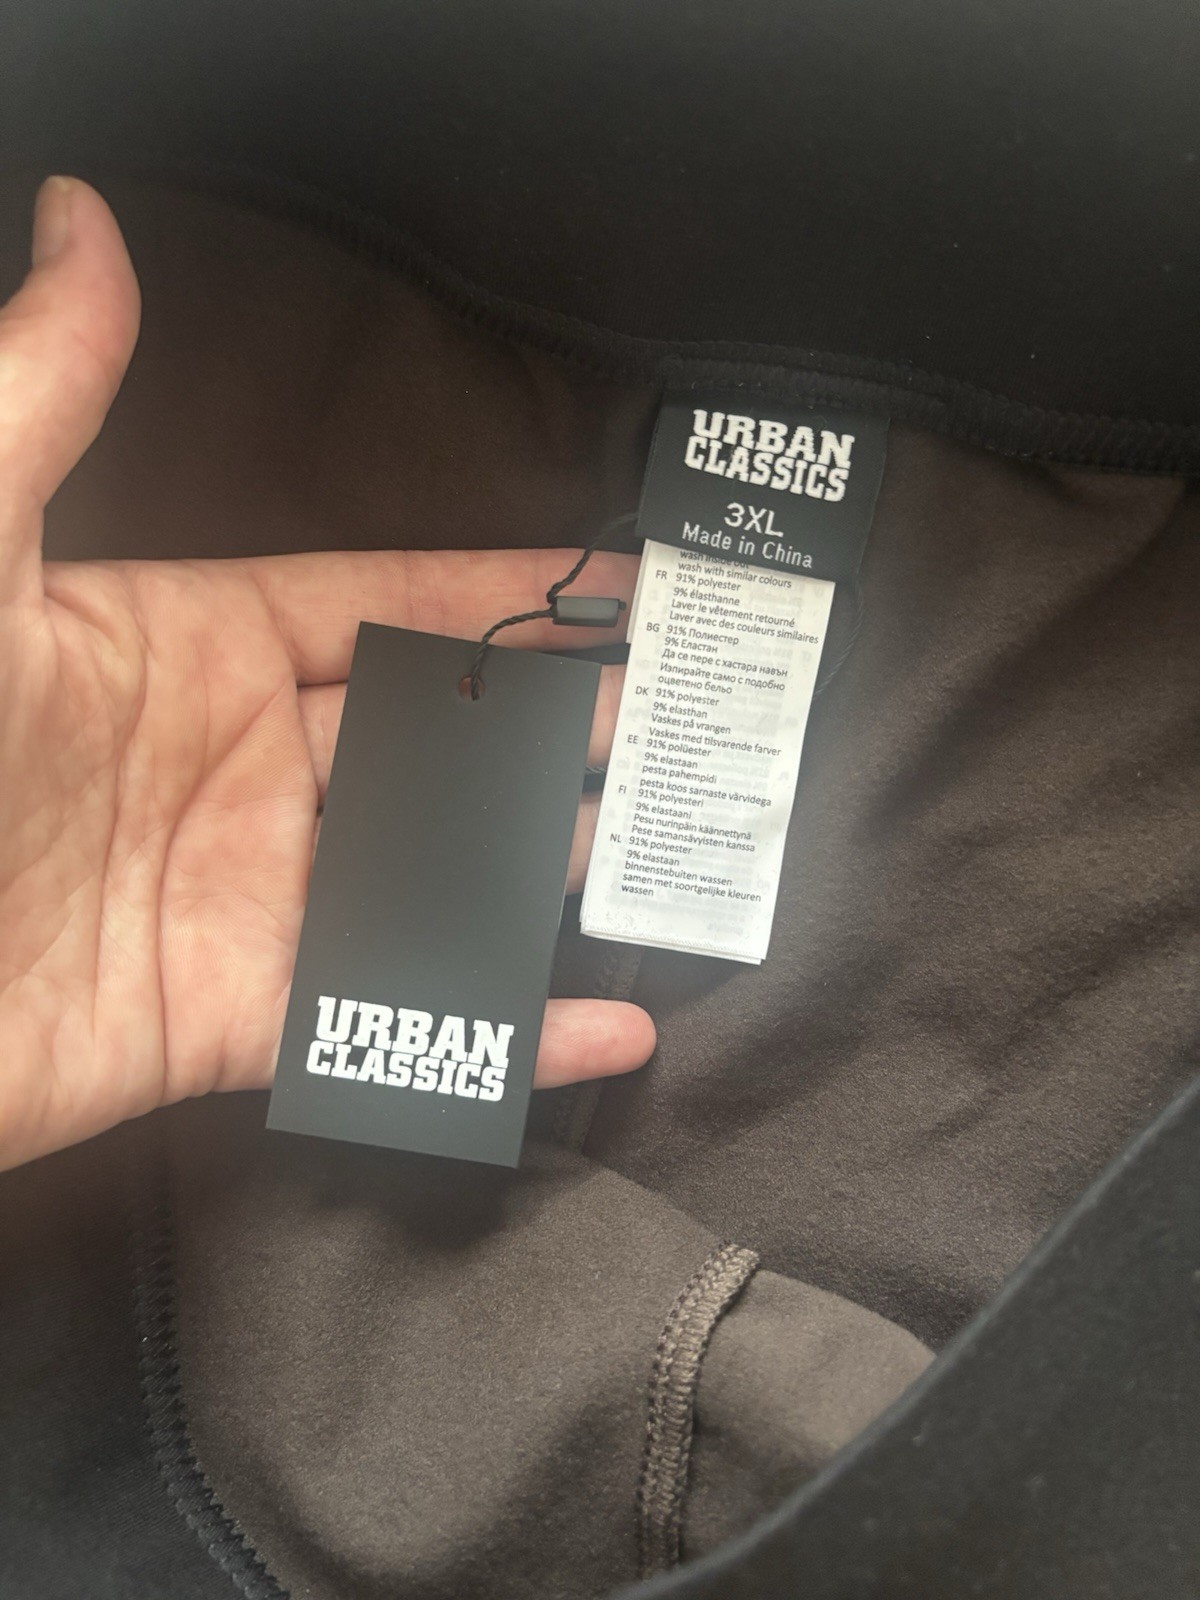 URBAN
CLASSICS
3XL
Made in China
wash inside out
wash with similar colours
FR 91% polyester
9% élasthanne
Laver le vêtement retourné
Laver avec des couleurs similaires
BG 91% Полиестер
9% Еластан
Да се пере с хастара навън
Изпирайте само с подобно
оцветено бельо
DK 91% polyester
9% elasthan
Vaskes på vrangen
Vaskes med tilsvarende farver
EE 91% polüester
9% elastaan
pesta pahempidi
pesta koos sarnaste värvidega
FI 91% polyesteri
9% elastaani
Pesu nurinpäin käännettynä
Pese samansävyisten kanssa
NL 91% polyester
9% elastaan
binnenstebuiten wassen
samen met soortgelijke kleuren
wassen
URBAN
CLASSICS